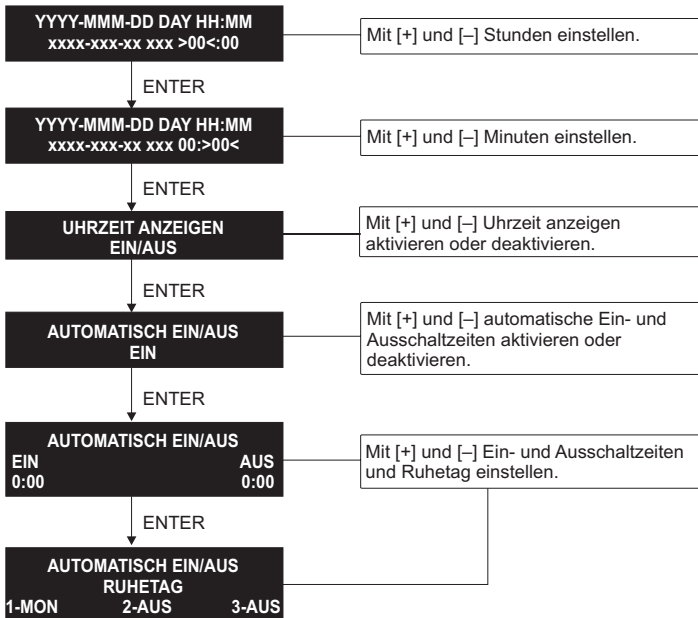 YYYY-MMM-DD DAY HH:MM
xxxx-xxx-xx xxx >00<:00
Mit [+] und [–] Stunden einstellen.
ENTER
YYYY-MMM-DD DAY HH:MM
xxxx-xxx-xx xxx 00:>00<
Mit [+] und [–] Minuten einstellen.
ENTER
UHRZEIT ANZEIGEN
EIN/AUS
Mit [+] und [–] Uhrzeit anzeigen
aktivieren oder deaktivieren.
ENTER
AUTOMATISCH EIN/AUS
EIN
Mit [+] und [–] automatische Ein- und
Ausschaltzeiten aktivieren oder
deaktivieren.
ENTER
AUTOMATISCH EIN/AUS
EIN AUS
0:00 0:00
Mit [+] und [–] Ein- und Ausschaltzeiten
und Ruhetag einstellen.
ENTER
AUTOMATISCH EIN/AUS
RUHETAG
1-MON 2-AUS 3-AUS